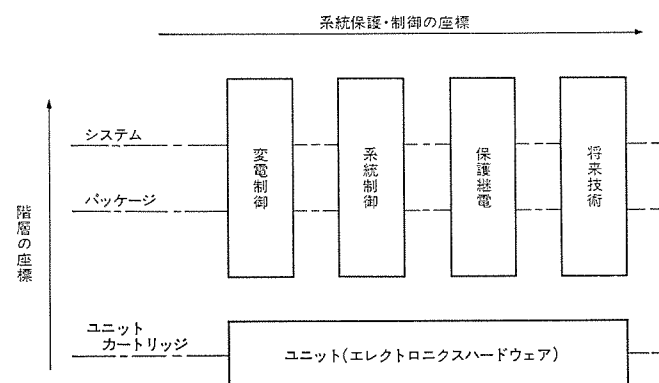 系統保護・制御の座標
システム
パッケージ
階層の座標
変電制御
系統制御
保護継電
将来技術
ユニット
カートリッジ
ユニット(エレクトロニクスハードウェア)